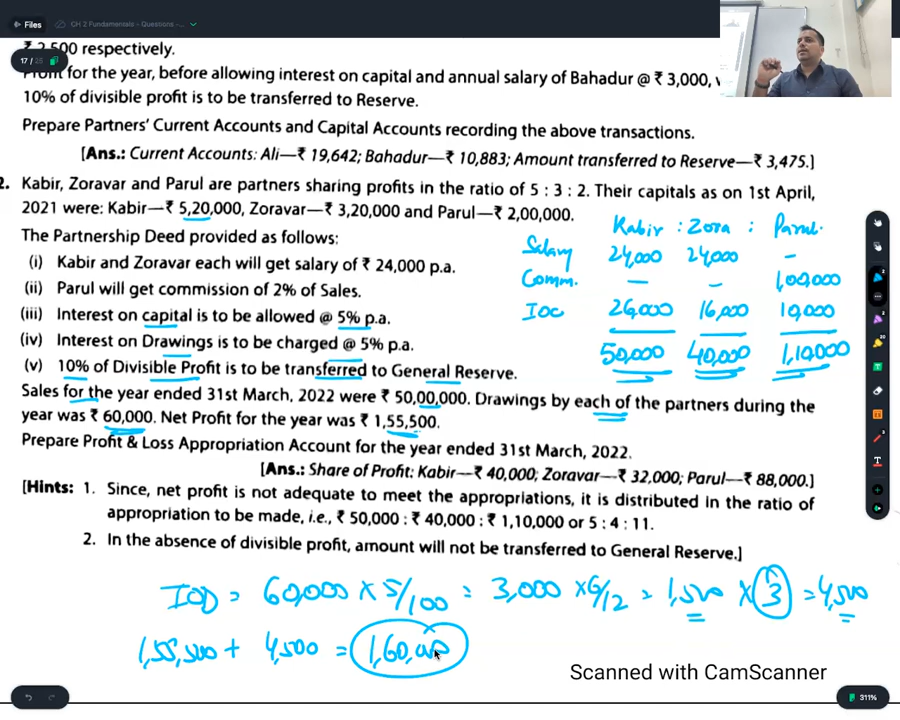 Files
CH 2 Fundamentals - Questions -...
₹ 2,500 respectively.
17 /
Profit for the year, before allowing interest on capital and annual salary of Bahadur @ ₹ 3,000,
10% of divisible profit is to be transferred to Reserve.
Prepare Partners' Current Accounts and Capital Accounts recording the above transactions.
[Ans.: Current Accounts: Ali—₹ 19,642; Bahadur—₹ 10,883; Amount transferred to Reserve—₹ 3,475.]
2. Kabir, Zoravar and Parul are partners sharing profits in the ratio of 5 : 3 : 2. Their capitals as on 1st April,
2021 were: Kabir—₹ 5,20,000, Zoravar—₹ 3,20,000 and Parul—₹ 2,00,000.
Kabir : Zora : Parul.
The Partnership Deed provided as follows:
Salary 24,000 24,000 –
(i) Kabir and Zoravar each will get salary of ₹ 24,000 p.a.
Comm. – – 1,00,000
(ii) Parul will get commission of 2% of Sales.
(iii) Interest on capital is to be allowed @ 5% p.a.
IOC 26,000 16,000 10,000
(iv) Interest on Drawings is to be charged @ 5% p.a.
50,000 40,000 1,10,000
(v) 10% of Divisible Profit is to be transferred to General Reserve.
Sales for the year ended 31st March, 2022 were ₹ 50,00,000. Drawings by each of the partners during the
year was ₹ 60,000. Net Profit for the year was ₹ 1,55,500.
Prepare Profit & Loss Appropriation Account for the year ended 31st March, 2022.
[Ans.: Share of Profit: Kabir—₹ 40,000; Zoravar—₹ 32,000; Parul—₹ 88,000.]
[Hints: 1. Since, net profit is not adequate to meet the appropriations, it is distributed in the ratio of
appropriation to be made, i.e., ₹ 50,000 : ₹ 40,000 : ₹ 1,10,000 or 5 : 4 : 11.
2. In the absence of divisible profit, amount will not be transferred to General Reserve.]
IOD = 60,000 × 5/100 = 3,000 × 6/12 = 1,500 × 3 = 4,500
1,55,500 + 4,500 = 1,60,000
Scanned with CamScanner
311%